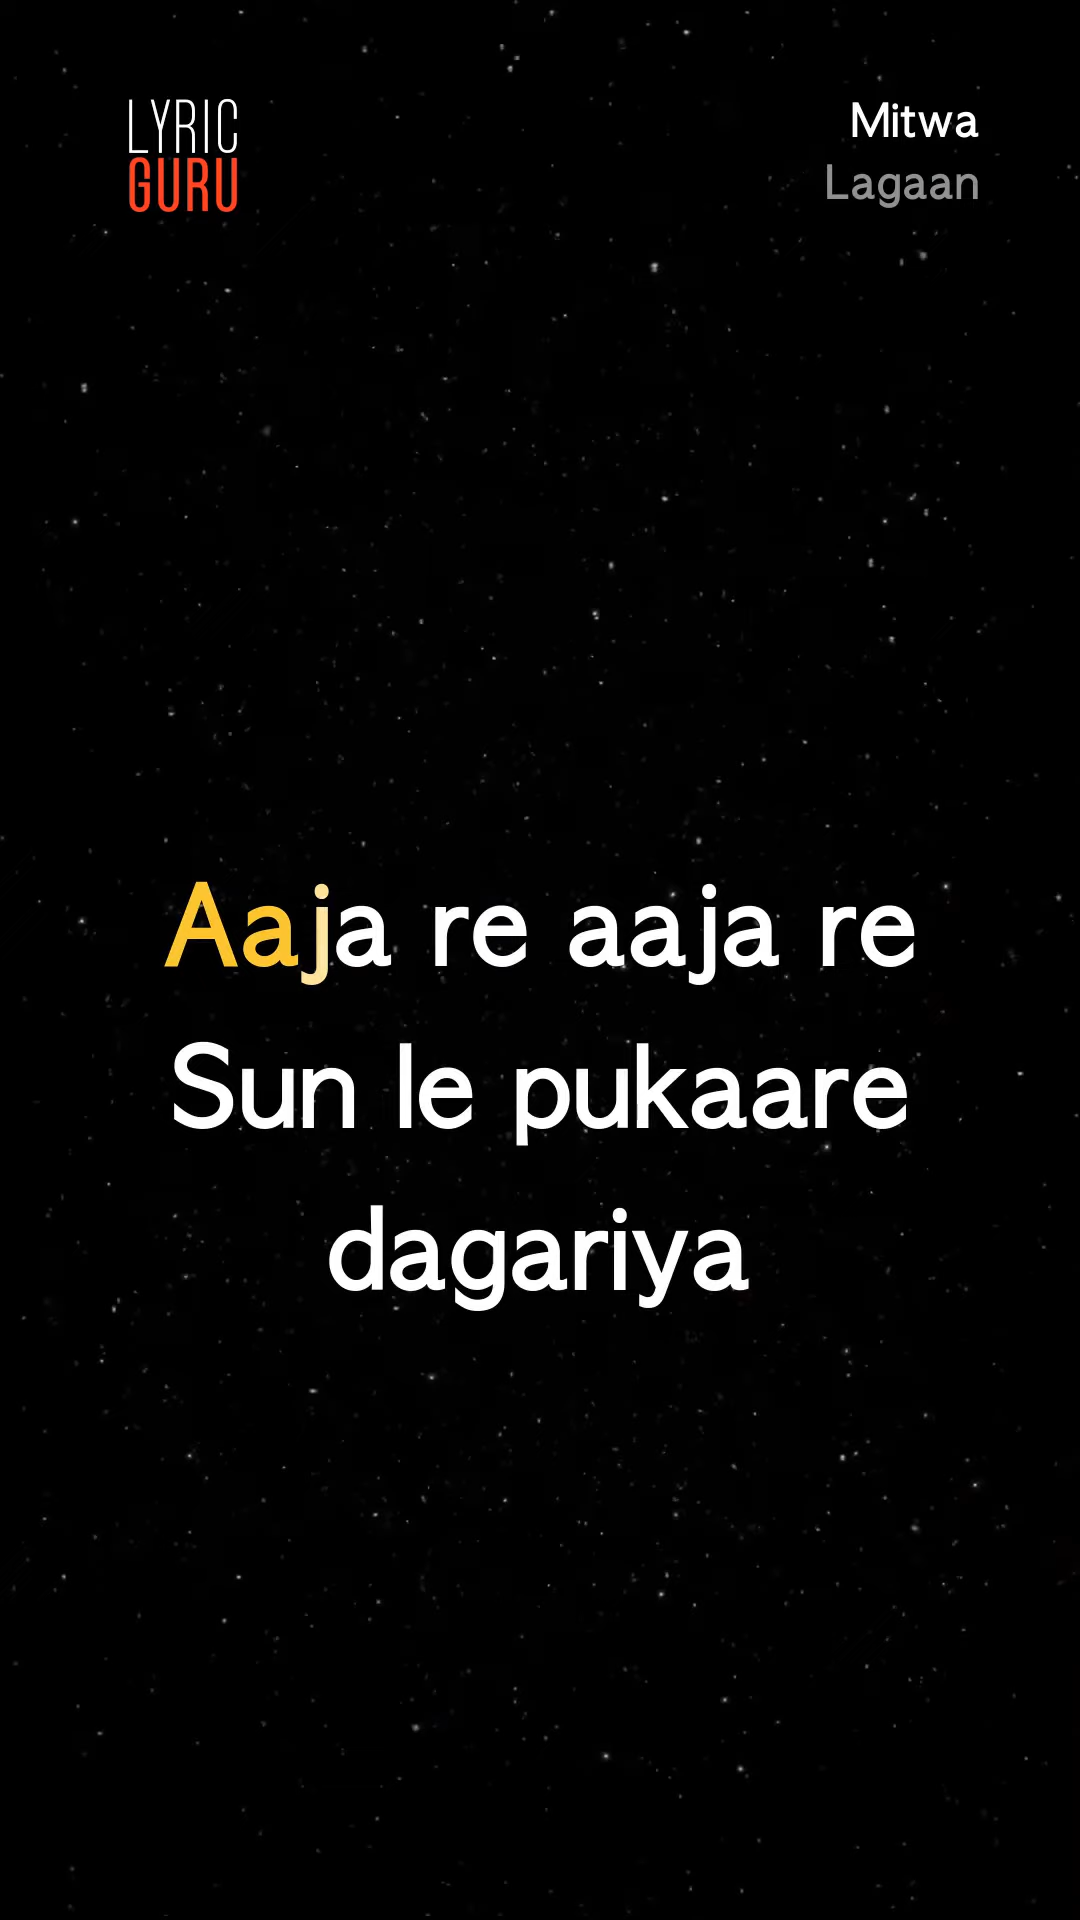 LYRIC
GURU
Mitwa
Lagaan
Aaja re aaja re
Sun le pukaare
dagariya